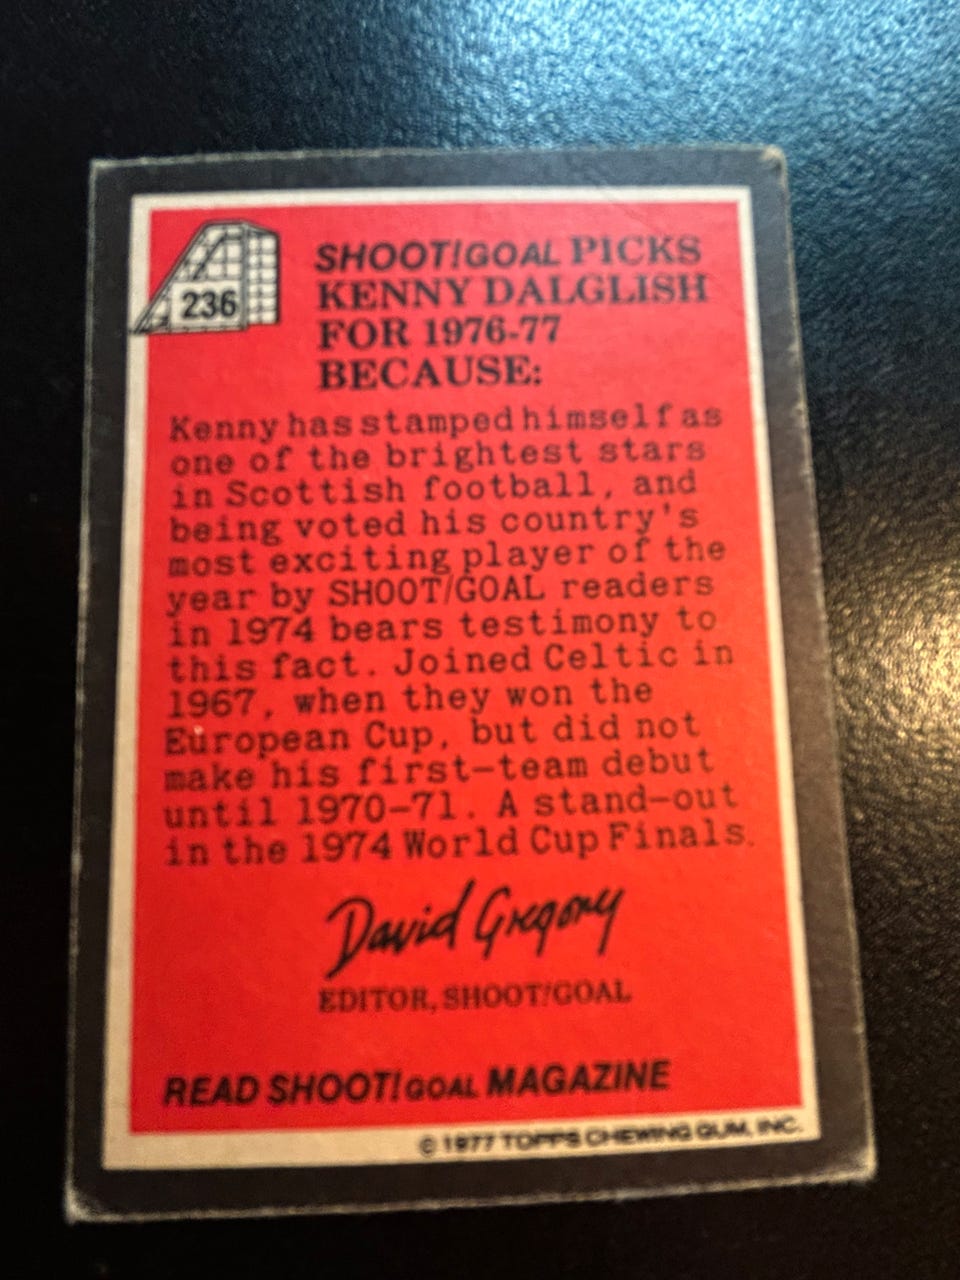 236
SHOOT!GOAL PICKS
KENNY DALGLISH
FOR 1976-77
BECAUSE:
Kenny has stamped himself as
one of the brightest stars
in Scottish football, and
being voted his country's
most exciting player of the
year by SHOOT/GOAL readers
in 1974 bears testimony to
this fact. Joined Celtic in
1967, when they won the
European Cup, but did not
make his first-team debut
until 1970-71. A stand-out
in the 1974 World Cup Finals.
David Gregory
EDITOR, SHOOT!GOAL
READ SHOOT!GOAL MAGAZINE
© 1977 TOPPS CHEWING GUM, INC.